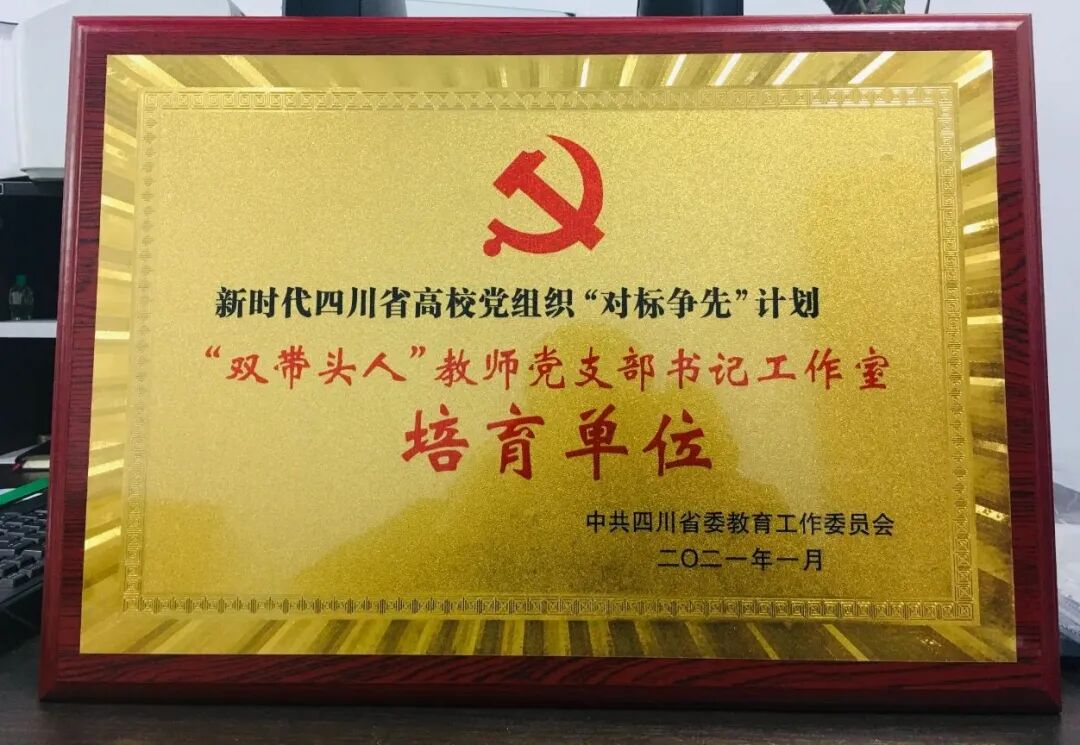 新时代四川省高校党组织“对标争先”计划
“双带头人”教师党支部书记工作室
培育单位
中共四川省委教育工作委员会
二〇二一年一月